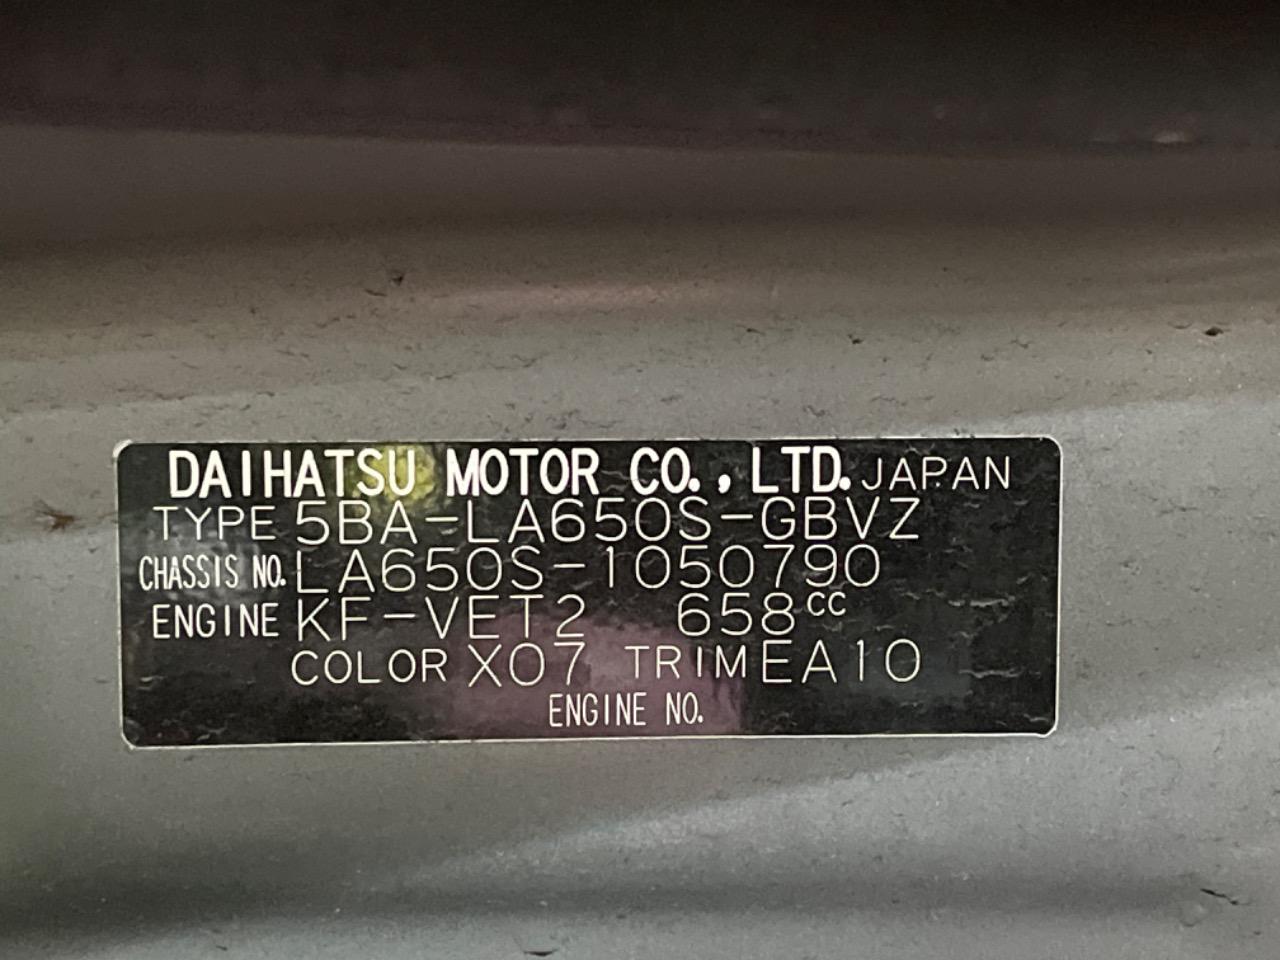 DAIHATSU MOTOR CO., LTD. JAPAN
TYPE 5BA-LA650S-GBVZ
CHASSIS NO. LA650S-1050790
ENGINE KF-VET2 658CC
COLOR X07 TRIM EA10
ENGINE NO.